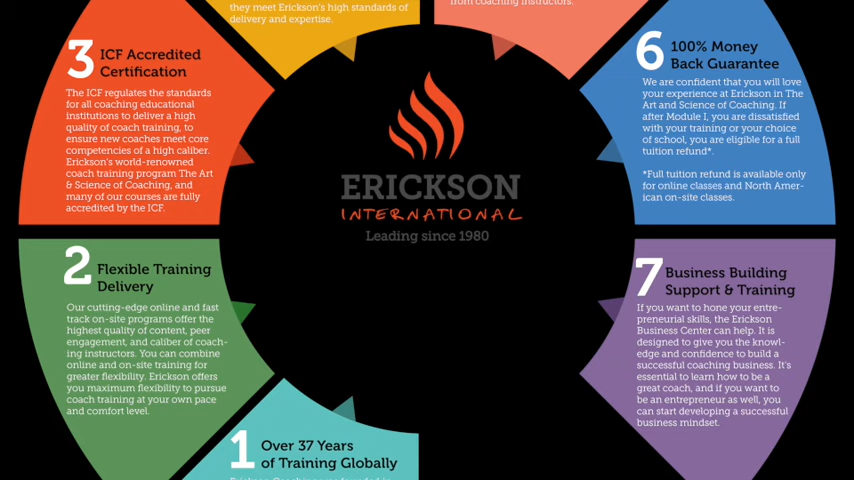 they meet Erickson's high standards of
delivery and expertise.
from coaching instructors.
3
ICF Accredited
Certification
The ICF regulates the standards
for all coaching educational
institutions to deliver a high
quality of coach training, to
ensure new coaches meet core
competencies of a high caliber.
Erickson's world-renowned
coach training program The Art
& Science of Coaching, and
many of our courses are fully
accredited by the ICF.
6
100% Money
Back Guarantee
We are confident that you will love
your experience at Erickson in The
Art and Science of Coaching. If
after Module I, you are dissatisfied
with your training or your choice
of school, you are eligible for a full
tuition refund*.
*Full tuition refund is available only
for online classes and North Amer-
ican on-site classes.
ERICKSON
INTERNATIONAL
Leading since 1980
2
Flexible Training
Delivery
Our cutting-edge online and fast
track on-site programs offer the
highest quality of content, peer
engagement, and caliber of coach-
ing instructors. You can combine
online and on-site training for
greater flexibility. Erickson offers
you maximum flexibility to pursue
coach training at your own pace
and comfort level.
7
Business Building
Support & Training
If you want to hone your entre-
preneurial skills, the Erickson
Business Center can help. It is
designed to give you the knowl-
edge and confidence to build a
successful coaching business. It's
essential to learn how to be a
great coach, and if you want to
be an entrepreneur as well, you
can start developing a successful
business mindset.
1
Over 37 Years
of Training Globally